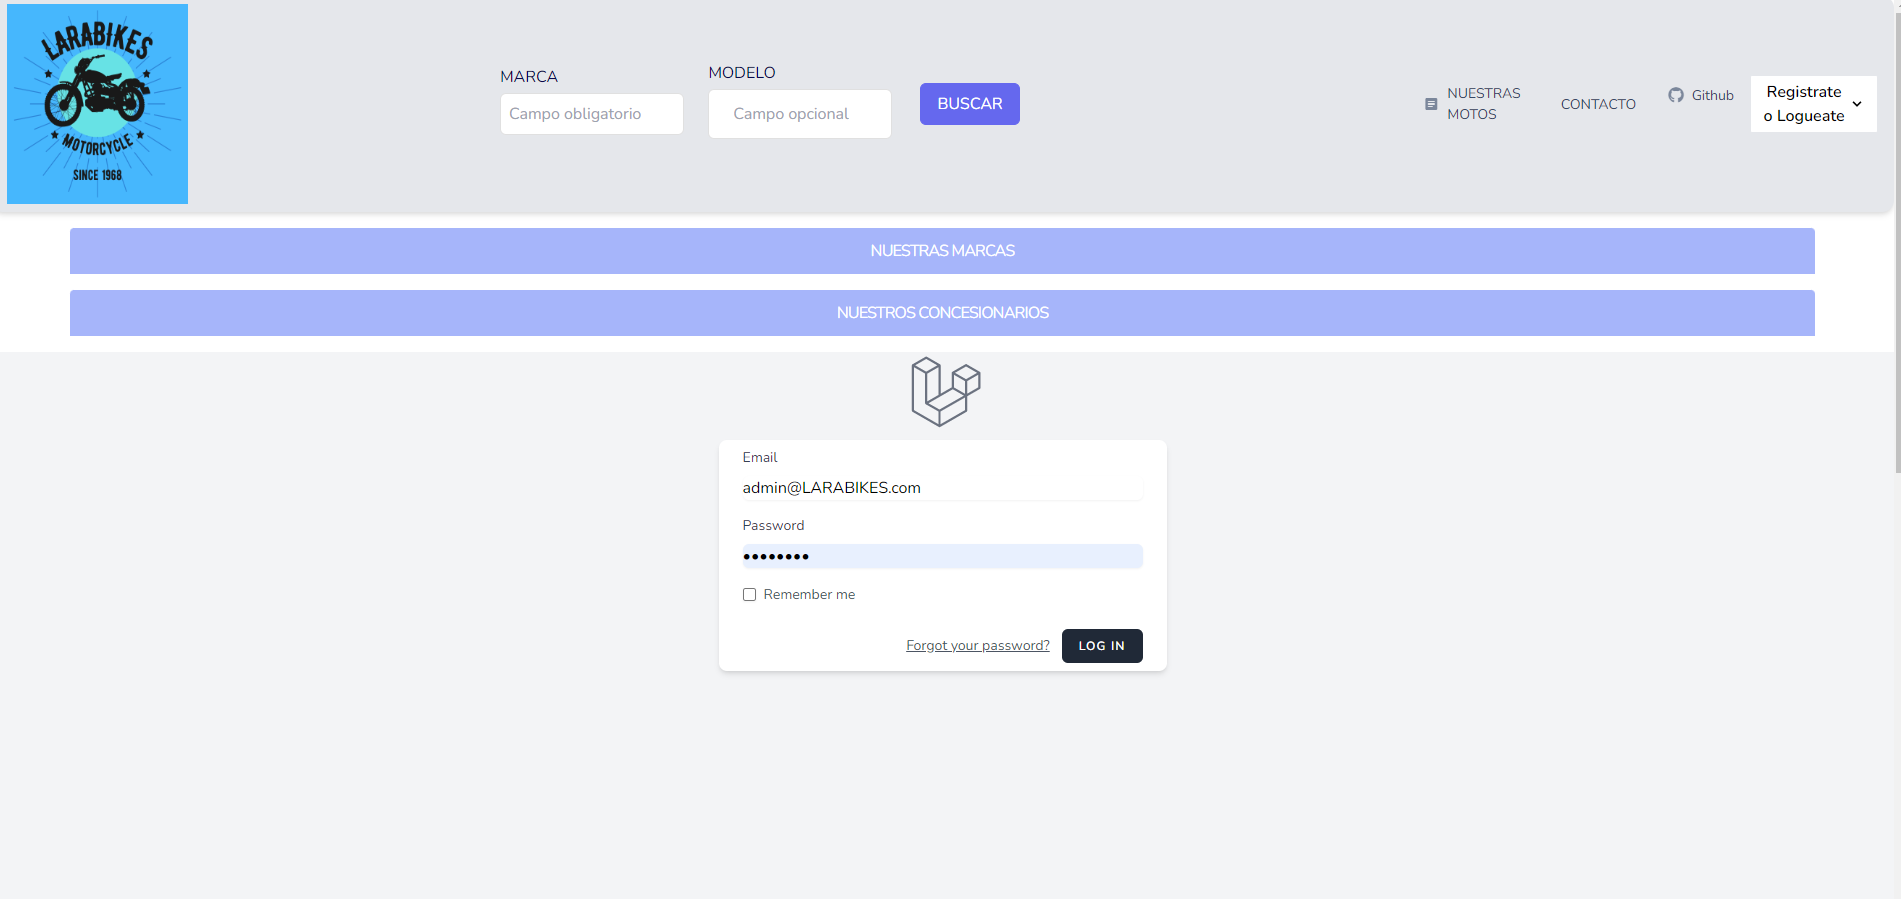 LARABIKES
MOTORCYCLE
SINCE 1968
MARCA
Campo obligatorio
MODELO
Campo opcional
BUSCAR
NUESTRAS
MOTOS
CONTACTO
Github
Registrate
o Logueate
NUESTRAS MARCAS
NUESTROS CONCESIONARIOS
Email
admin@LARABIKES.com
Password
••••••••
Remember me
Forgot your password?
LOG IN